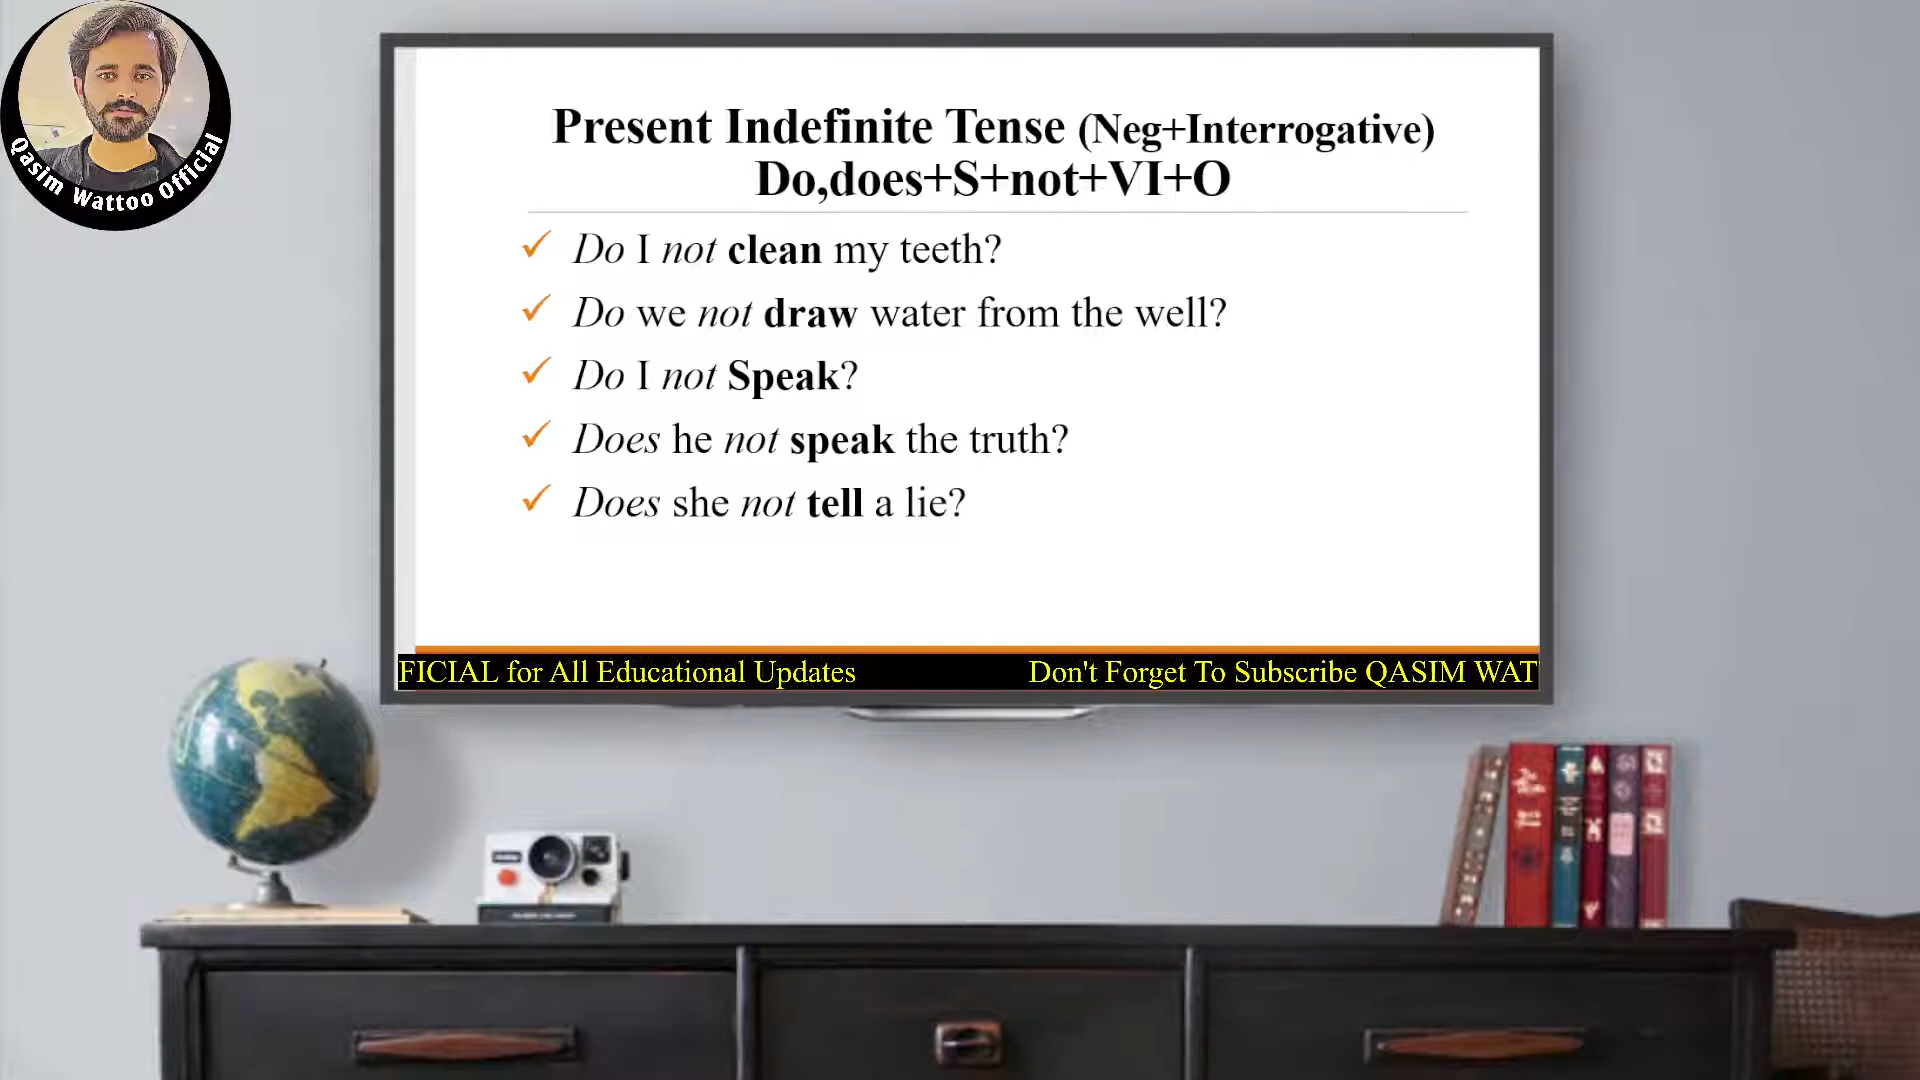 Qasim Wattoo Official
Present Indefinite Tense (Neg+Interrogative)
Do,does+S+not+VI+O
Do I not clean my teeth?
Do we not draw water from the well?
Do I not Speak?
Does he not speak the truth?
Does she not tell a lie?
FICIAL for All Educational Updates Don't Forget To Subscribe QASIM WAT